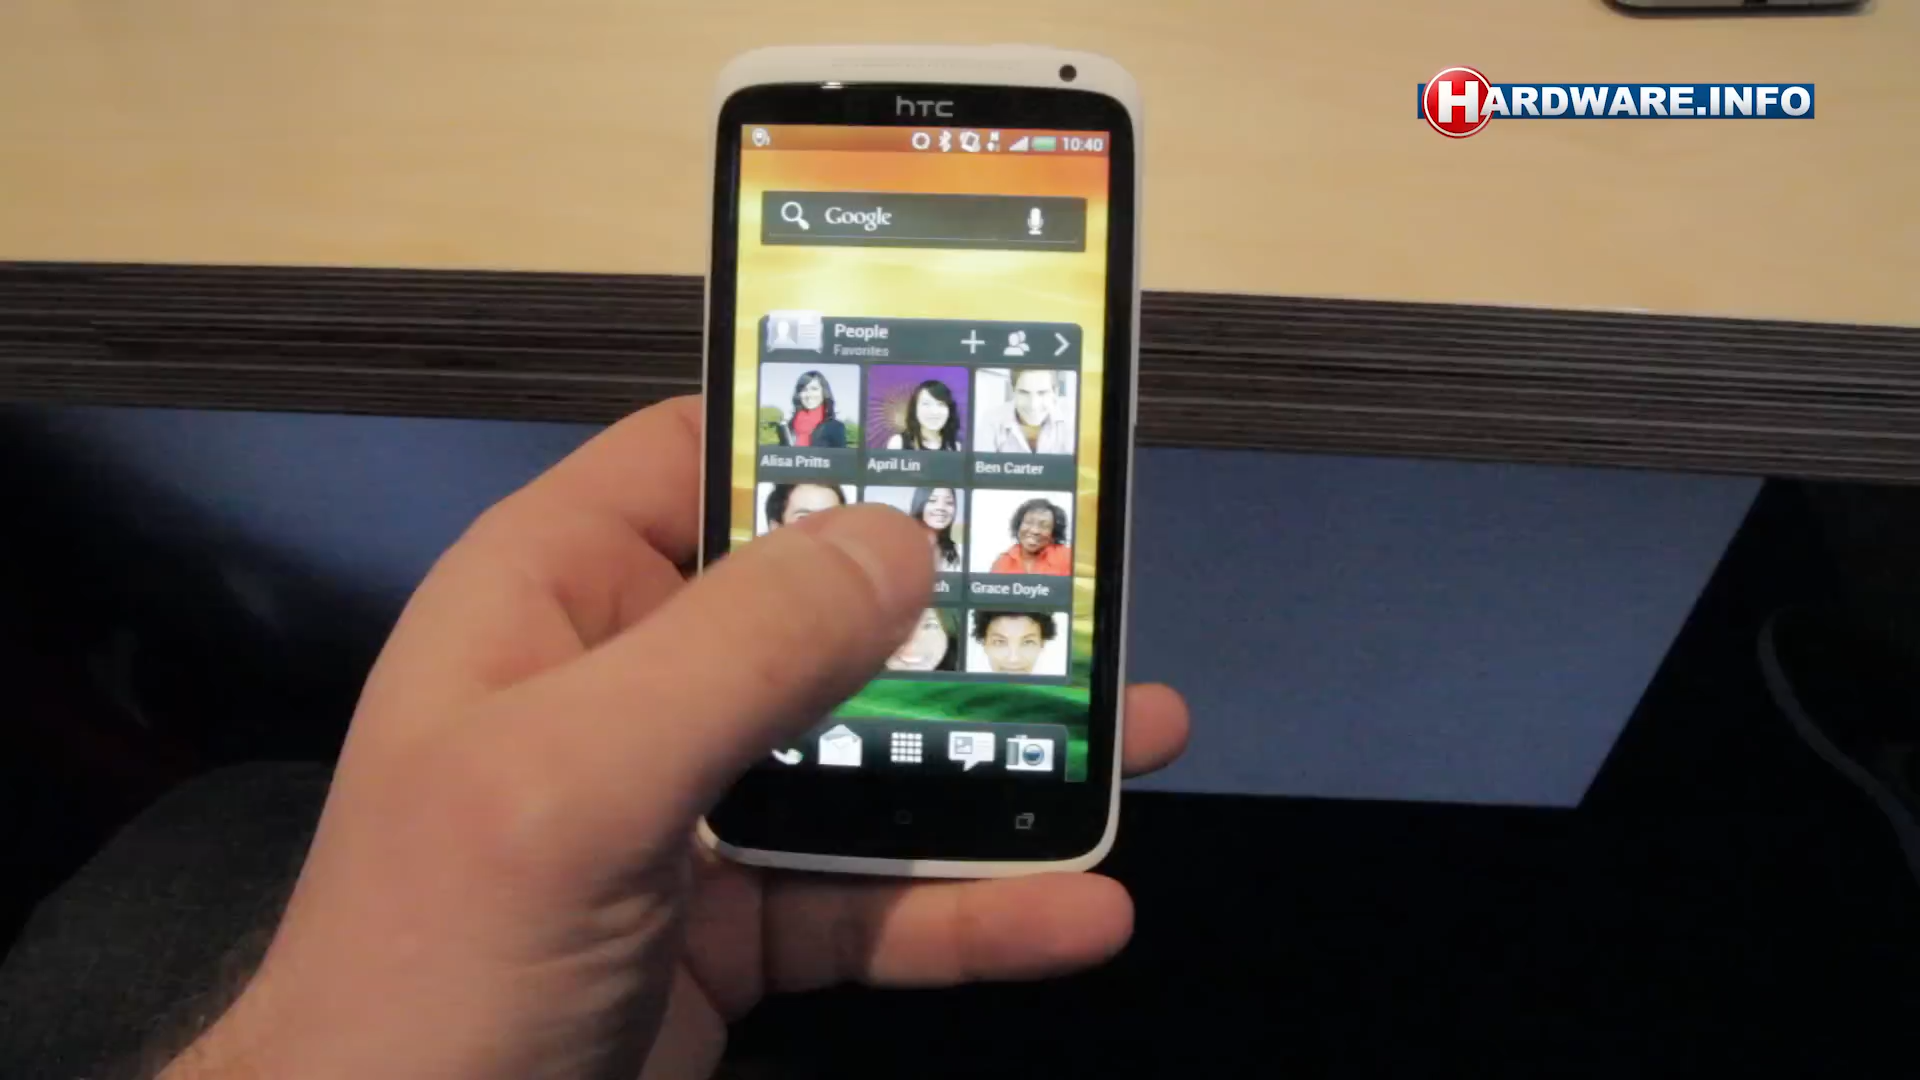 HARDWARE.INFO
hTC
10:40
Google
People
Favorites
Alisa Pritts
April Lin
Ben Carter
Grace Doyle